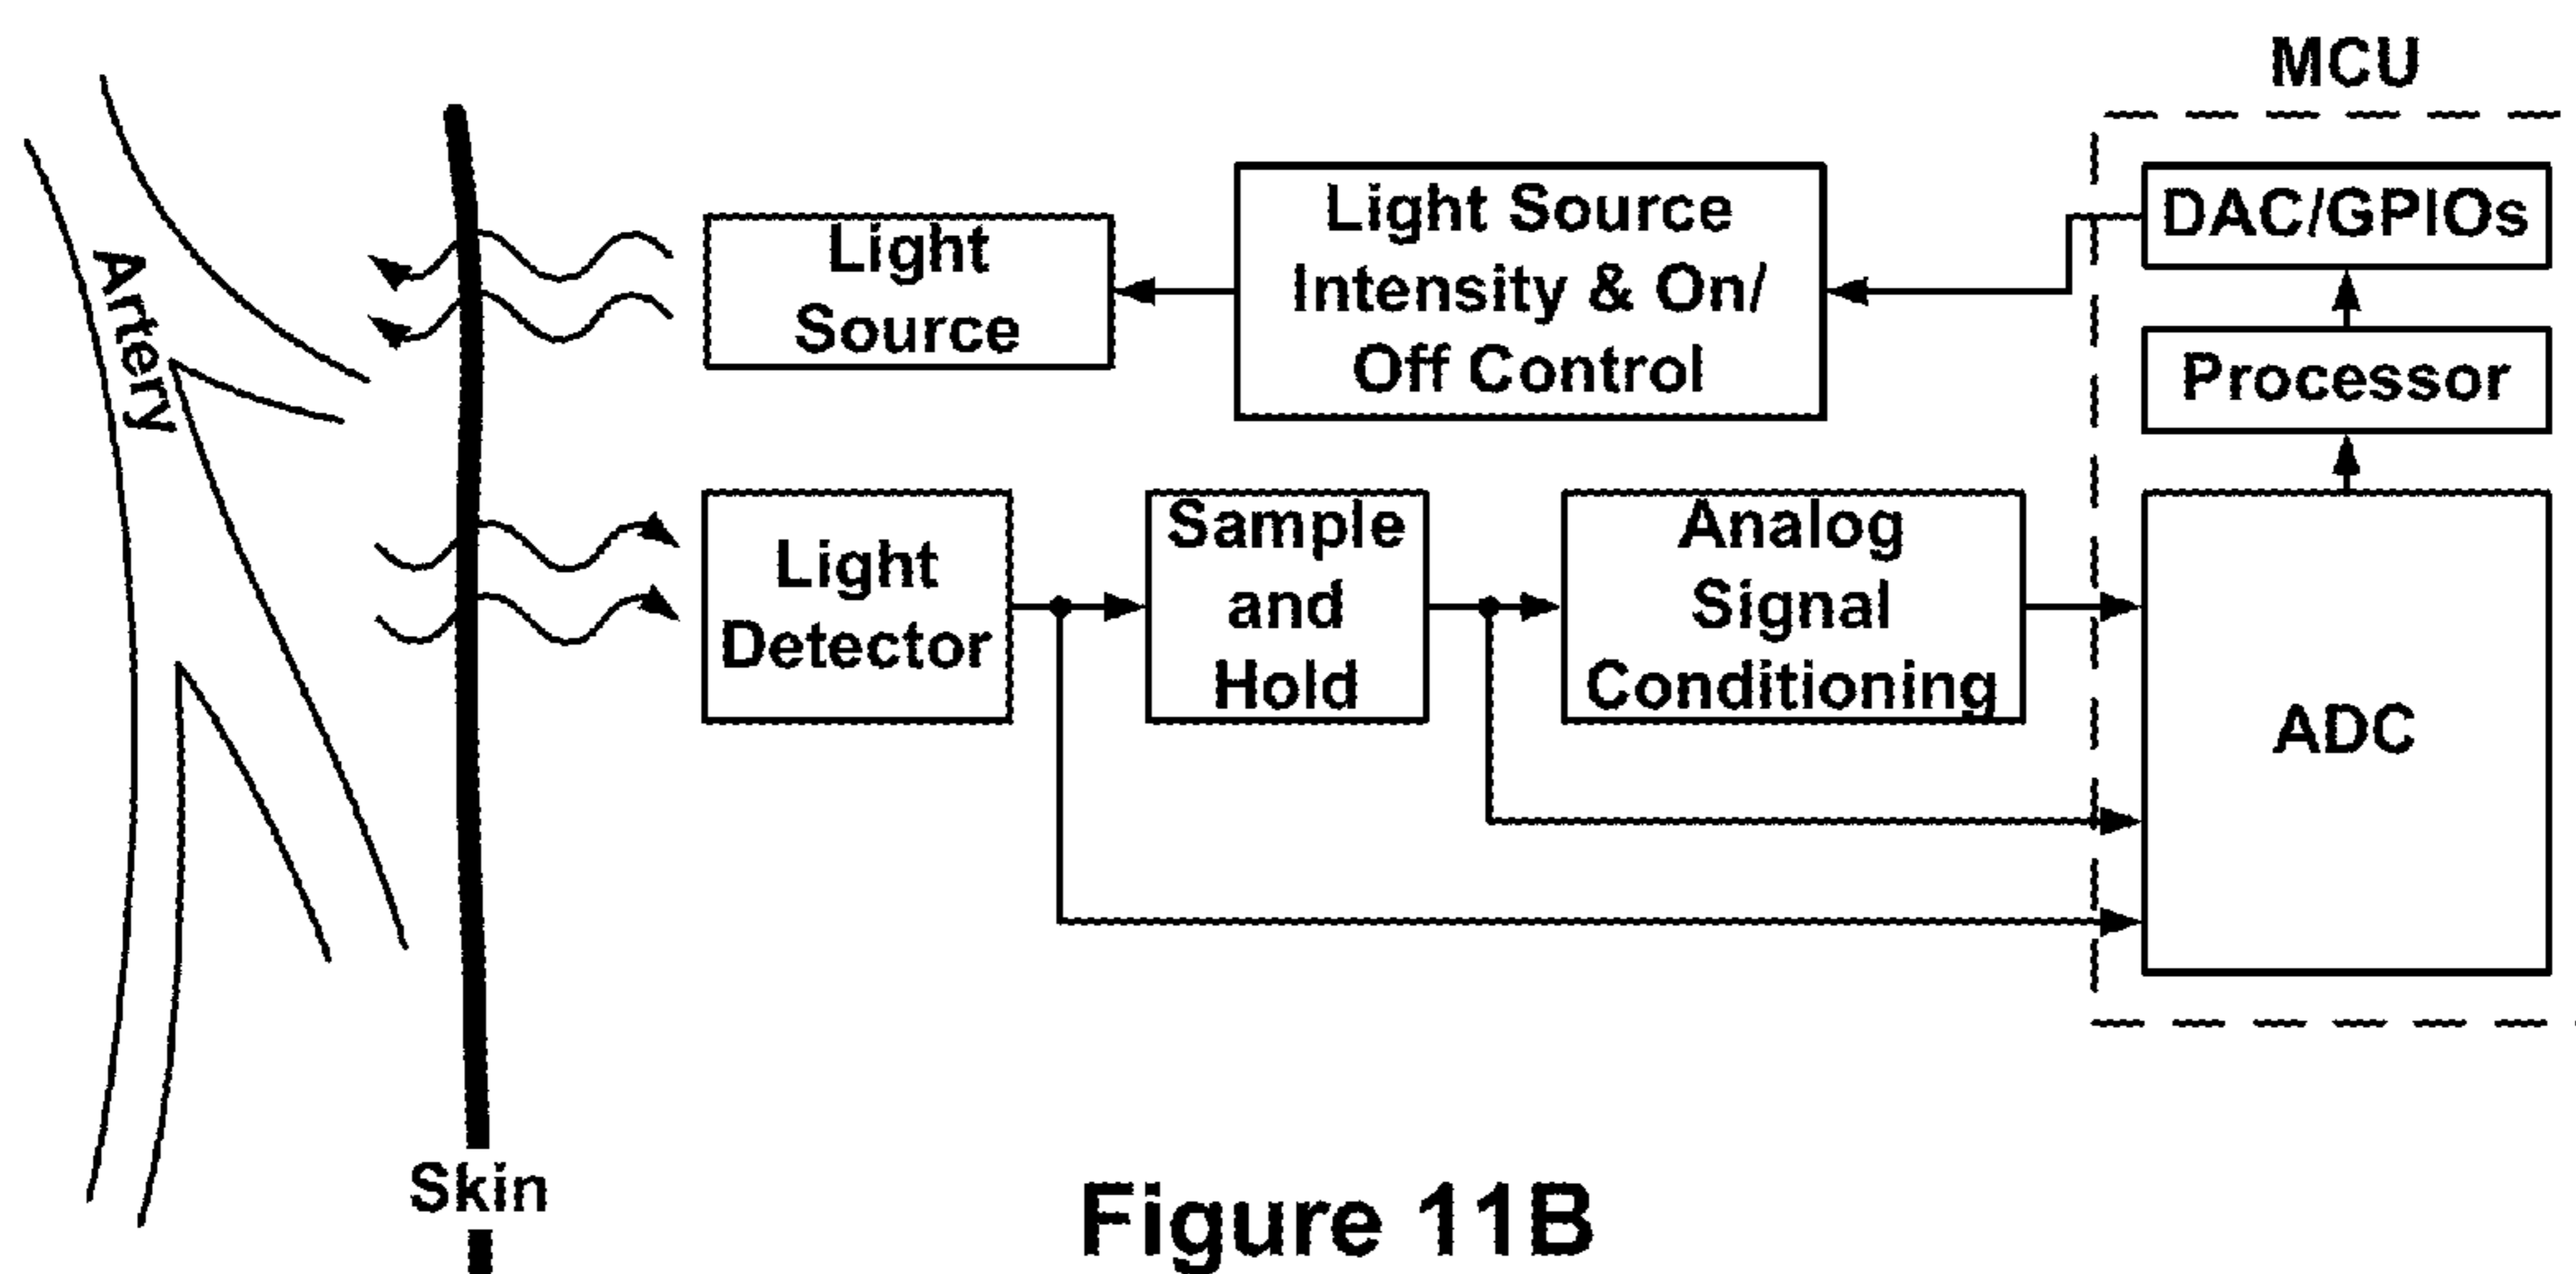 MCU
Artery
Light
Source
Light Source
Intensity & On/
Off Control
DAC/GPIOs
Processor
Light
Detector
Sample
and
Hold
Analog
Signal
Conditioning
ADC
Skin
Figure 11B